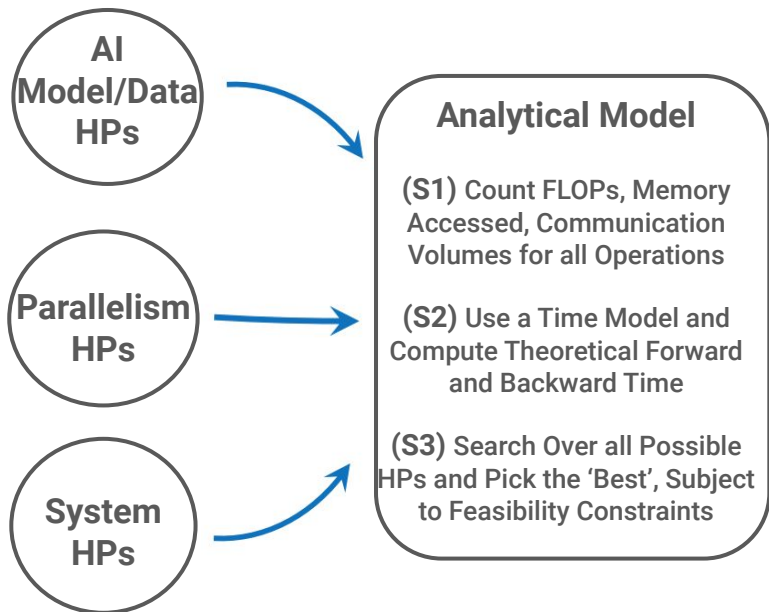 AI
Model/Data
HPs
Parallelism
HPs
System
HPs
Analytical Model
(S1) Count FLOPs, Memory
Accessed, Communication
Volumes for all Operations
(S2) Use a Time Model and
Compute Theoretical Forward
and Backward Time
(S3) Search Over all Possible
HPs and Pick the ‘Best’, Subject
to Feasibility Constraints